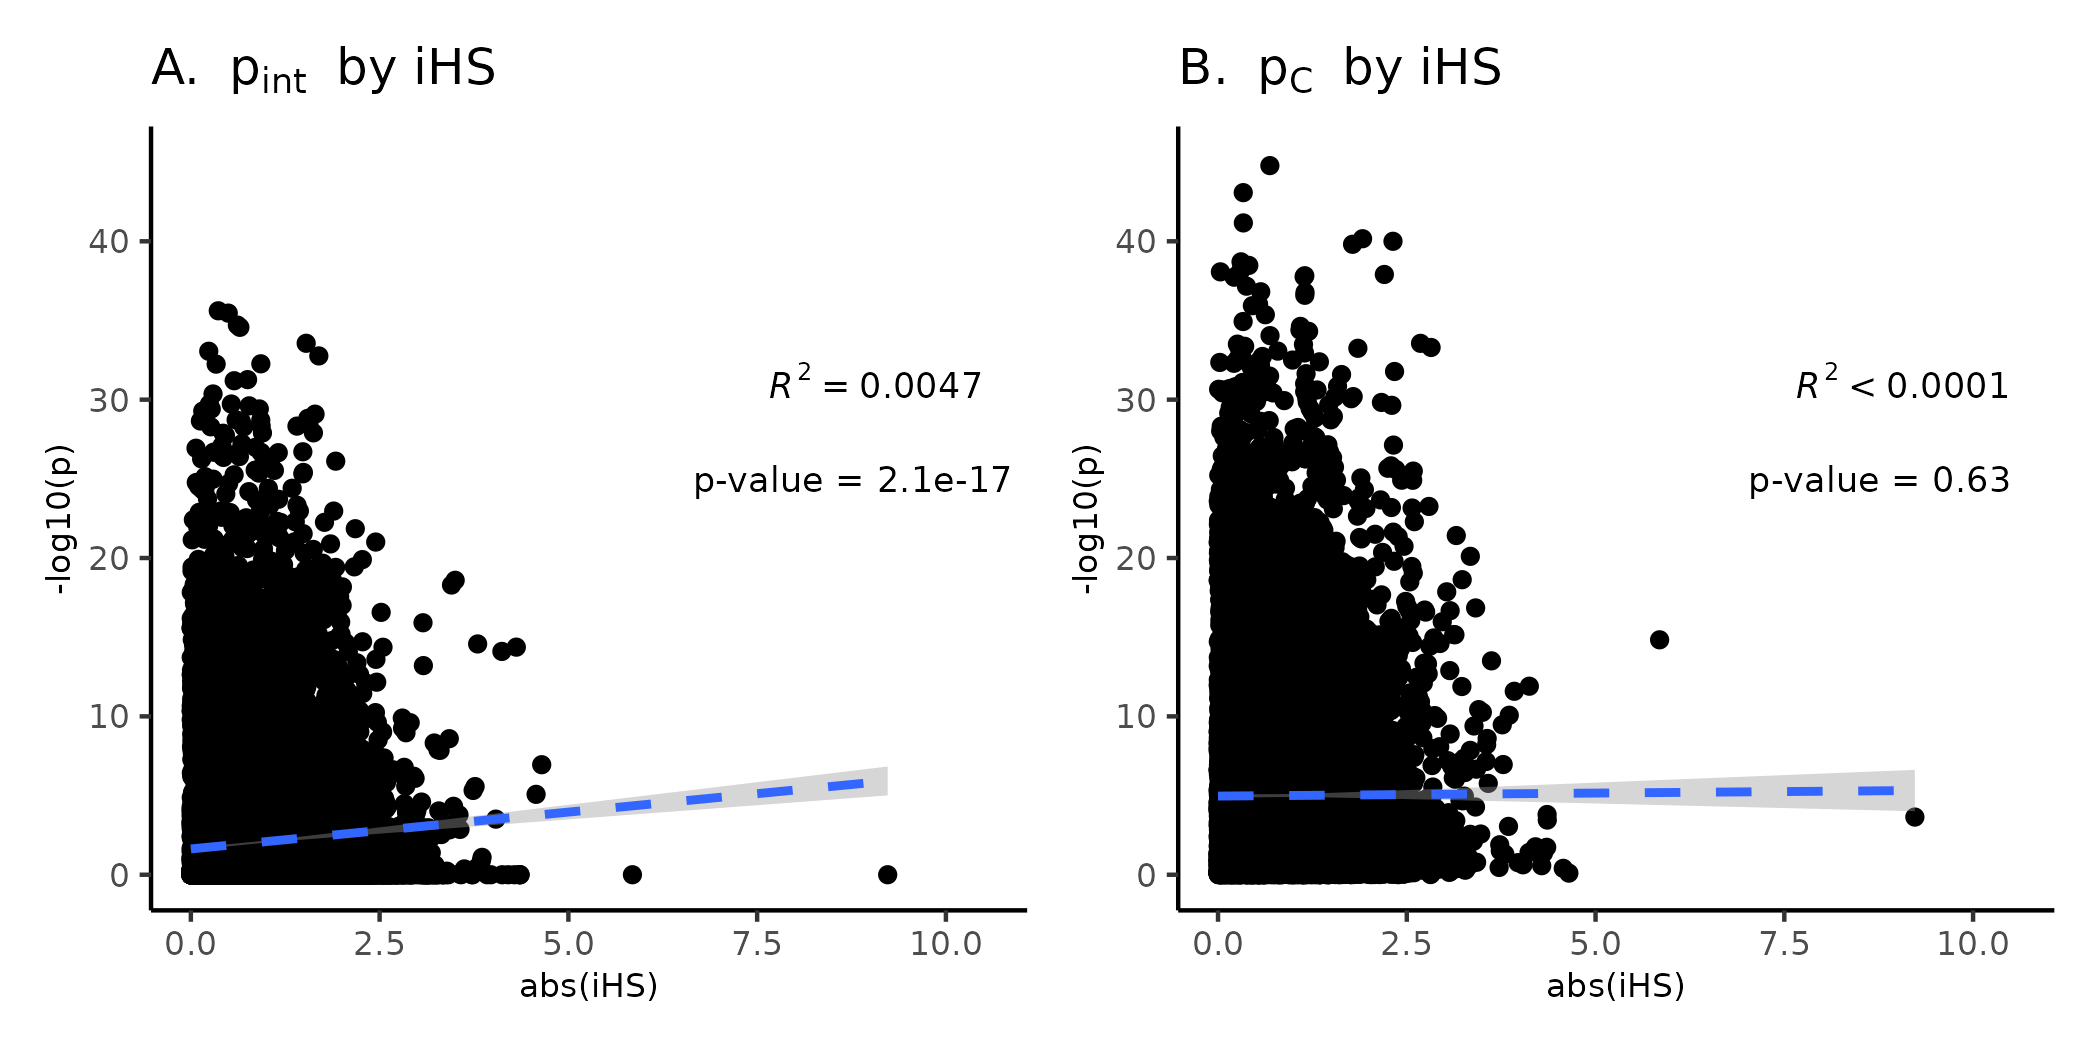 A. p_int by iHS
40
30
20
10
0
-log10(p)
R² = 0.0047
p-value = 2.1e-17
0.0 2.5 5.0 7.5 10.0
abs(iHS)
B. p_C by iHS
40
30
20
10
0
-log10(p)
R² < 0.0001
p-value = 0.63
0.0 2.5 5.0 7.5 10.0
abs(iHS)